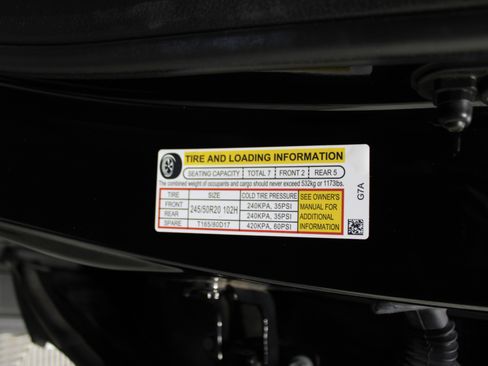 TIRE AND LOADING INFORMATION
SEATING CAPACITY TOTAL 7 FRONT 2 REAR 5
The combined weight of occupants and cargo should never exceed 532kg or 1173lbs.
TIRE SIZE COLD TIRE PRESSURE SEE OWNER'S
FRONT 245/50R20 102H 240KPA, 35PSI MANUAL FOR
REAR 240KPA, 35PSI ADDITIONAL
SPARE T165/80D17 420KPA, 60PSI INFORMATION
G7A